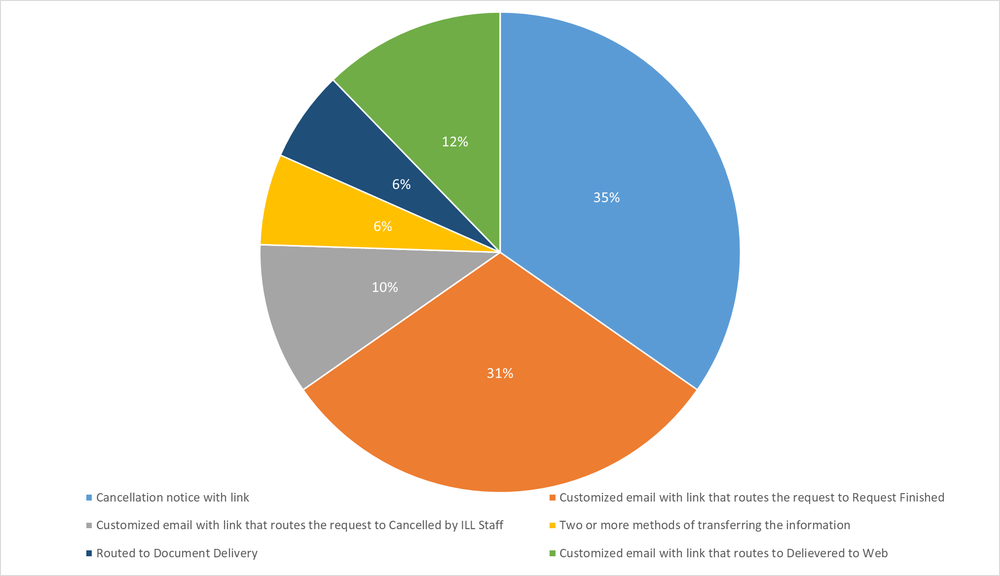 12%
6%
35%
6%
10%
31%
Cancellation notice with link
Customized email with link that routes the request to Request Finished
Customized email with link that routes the request to Cancelled by ILL Staff
Two or more methods of transferring the information
Routed to Document Delivery
Customized email with link that routes to Delievered to Web